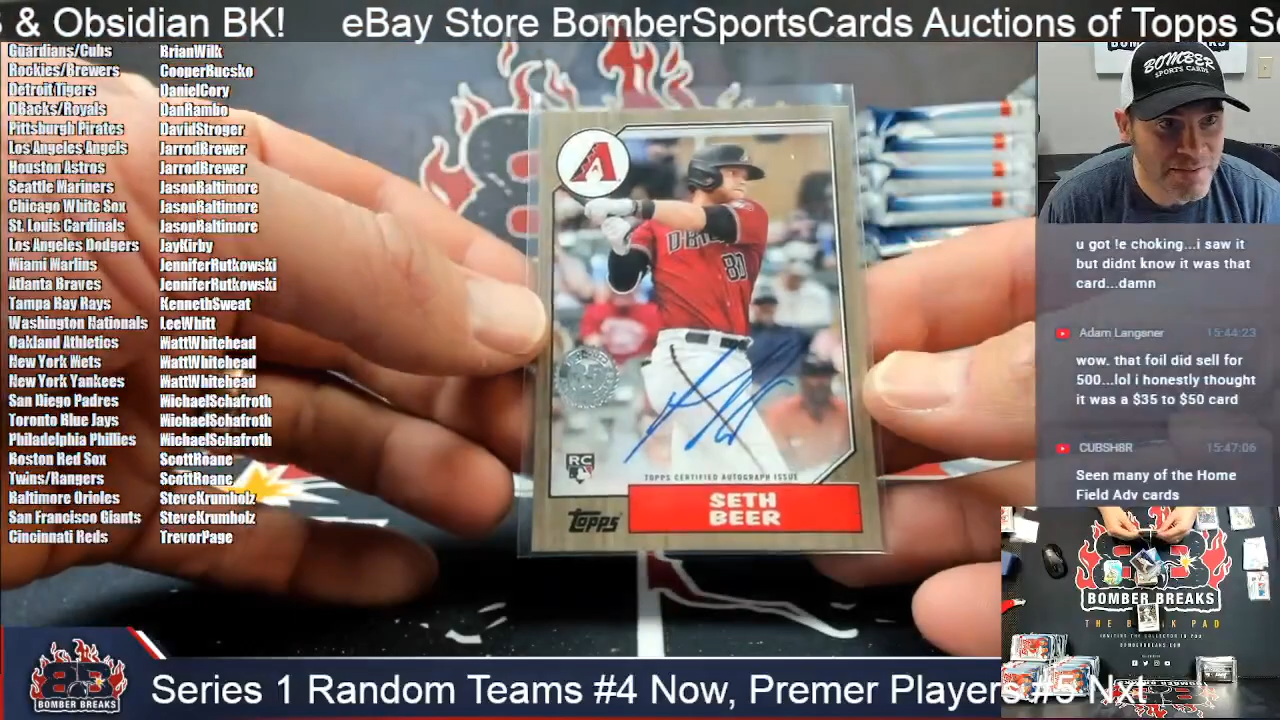 & Obsidian BK! eBay Store BomberSportsCards Auctions of Topps Se
Guardians/Cubs BrianWilk
Rockies/Brewers CooperBucsko
Detroit Tigers DanielCory
DBacks/Royals DanRambo
Pittsburgh Pirates DavidStroger
Los Angeles Angels JarrodBrewer
Houston Astros JarrodBrewer
Seattle Mariners JasonBaltimore
Chicago White Sox JasonBaltimore
St. Louis Cardinals JasonBaltimore
Los Angeles Dodgers JayKirby
Miami Marlins JenniferRutkowski
Atlanta Braves JenniferRutkowski
Tampa Bay Rays KennethSweat
Washington Nationals LeeWhitt
Oakland Athletics MattWhitehead
New York Mets MattWhitehead
New York Yankees MattWhitehead
San Diego Padres MichaelSchafroth
Toronto Blue Jays MichaelSchafroth
Philadelphia Phillies MichaelSchafroth
Boston Red Sox ScottRoane
Twins/Rangers ScottRoane
Baltimore Orioles SteveKrumholz
San Francisco Giants SteveKrumholz
Cincinnati Reds TrevorPage
A
80
RC
TOPPS CERTIFIED AUTOGRAPH ISSUE
SETH
BEER
Topps
BOMBER
SPORTS CARDS
u got !e choking...i saw it
but didnt know it was that
card...damn
Adam Langsner 15:44:23
wow. that foil did sell for
500...lol i honestly thought
it was a $35 to $50 card
CUBSH8R 15:47:06
Seen many of the Home
Field Adv cards
BOMBER BREAKS
BOMBER BREAKS
Series 1 Random Teams #4 Now, Premer Players #5 Nxt